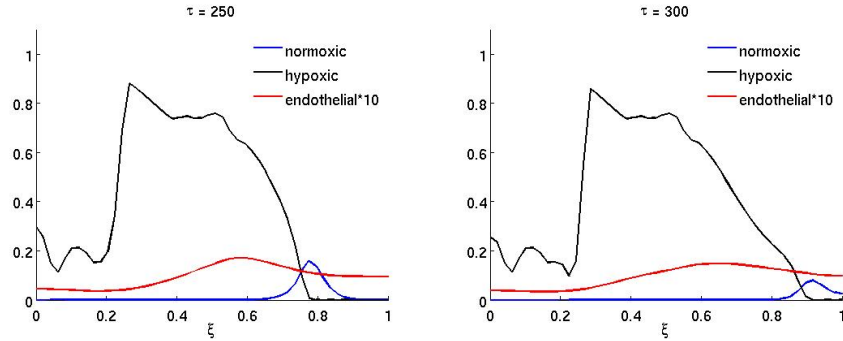 τ = 250
normoxic
hypoxic
endothelial*10
1
0.8
0.6
0.4
0.2
0
0 0.2 0.4 0.6 0.8 1
ξ
τ = 300
normoxic
hypoxic
endothelial*10
1
0.8
0.6
0.4
0.2
0
0 0.2 0.4 0.6 0.8 1
ξ